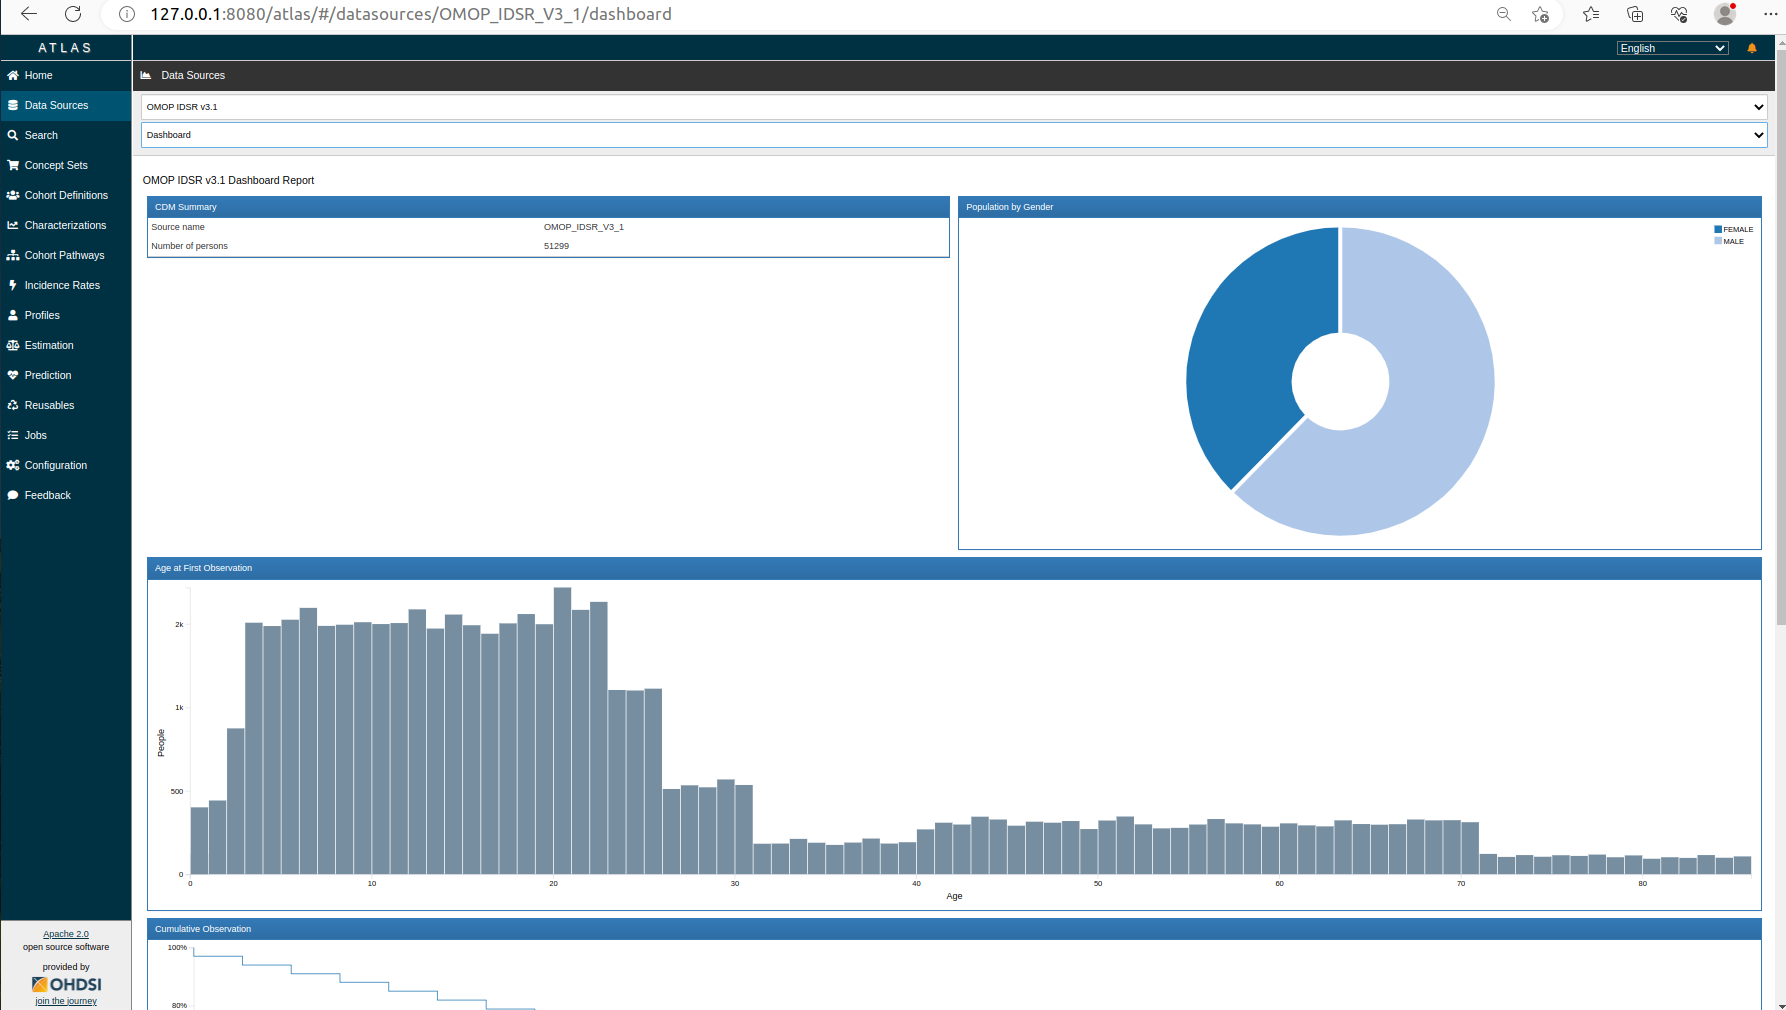 127.0.0.1:8080/atlas/#/datasources/OMOP_IDSR_V3_1/dashboard
ATLAS
English
Home
Data Sources
Search
Concept Sets
Cohort Definitions
Characterizations
Cohort Pathways
Incidence Rates
Profiles
Estimation
Prediction
Reusables
Jobs
Configuration
Feedback
Apache 2.0
open source software
provided by
OHDSI
join the journey
Data Sources
OMOP IDSR v3.1
Dashboard
OMOP IDSR v3.1 Dashboard Report
CDM Summary
Source name OMOP_IDSR_V3_1
Number of persons 51299
Population by Gender
FEMALE
MALE
Age at First Observation
2k
1k
500
0
People
0 10 20 30 40 50 60 70 80
Age
Cumulative Observation
100%
80%